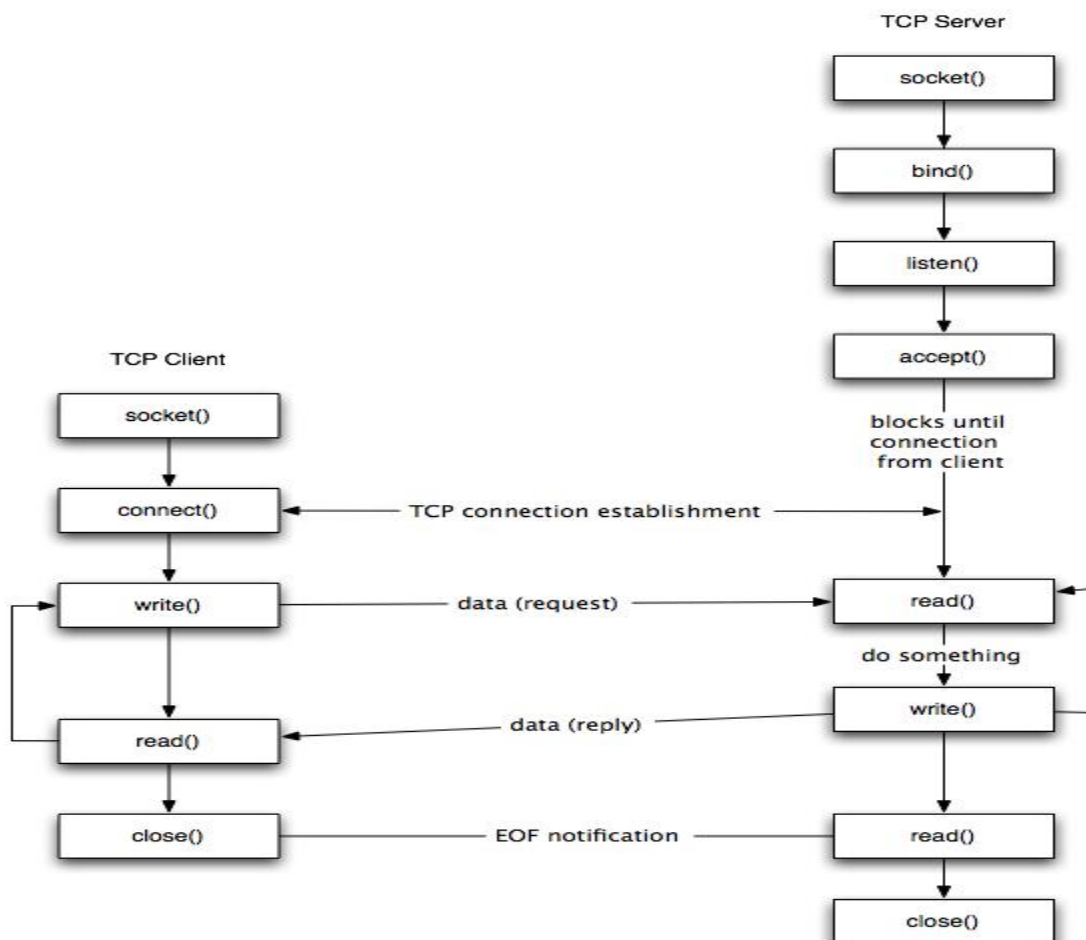 TCP Server
socket()
bind()
listen()
accept()
TCP Client
blocks until
connection
from client
socket()
connect()
TCP connection establishment
write()
data (request)
read()
do something
write()
data (reply)
read()
close()
EOF notification
read()
close()